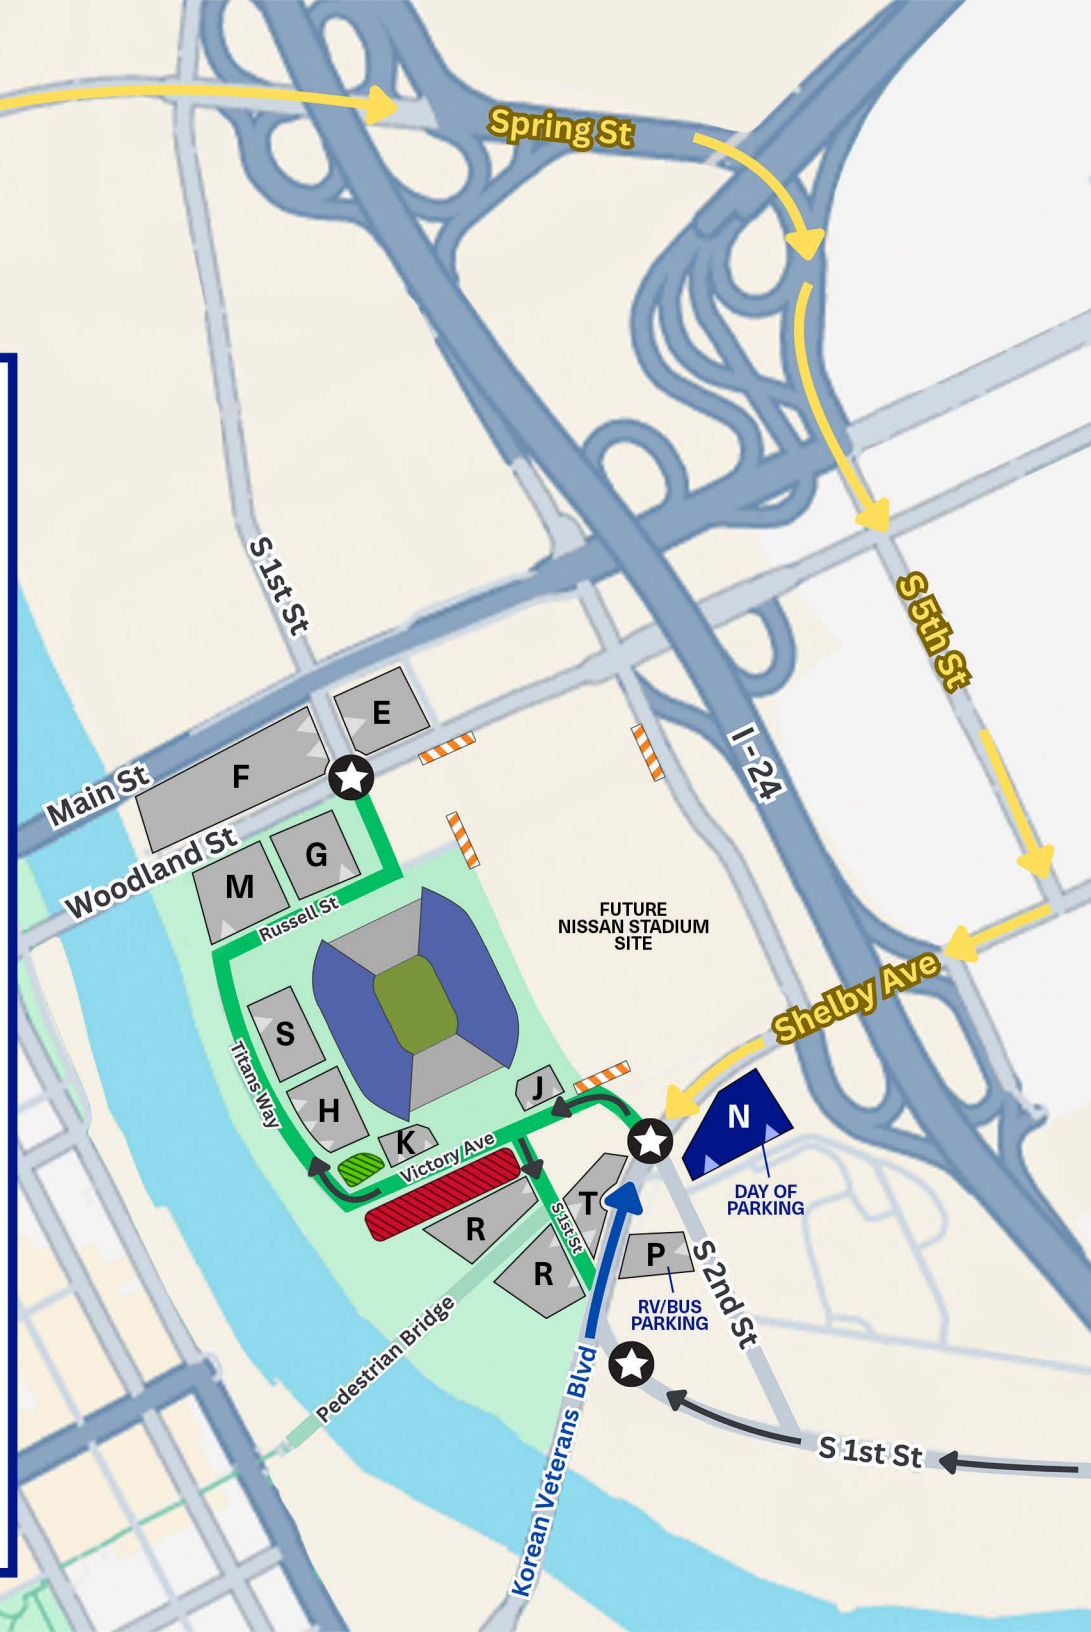 Spring St
S 1st St
S 5th St
E
I-24
F
Main St
G
Woodland St
M
Russell St
FUTURE
NISSAN STADIUM
SITE
Shelby Ave
S
Titans Way
J
H
N
K
Victory Ave
DAY OF
PARKING
T
R
S 1st St
P
R
S 2nd St
RV/BUS
PARKING
Pedestrian Bridge
Korean Veterans Blvd
S 1st St